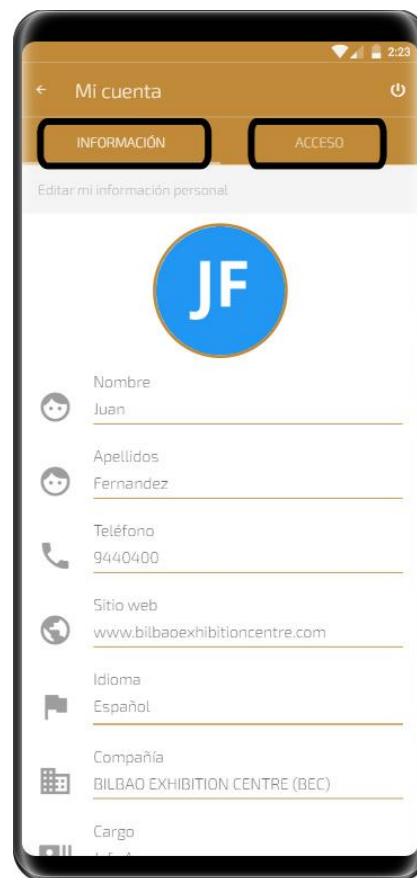 2:23
Mi cuenta
INFORMACIÓN ACCESO
Editar mi información personal
JF
Nombre
Juan
Apellidos
Fernandez
Teléfono
9440400
Sitio web
www.bilbaoexhibitioncentre.com
Idioma
Español
Compañía
BILBAO EXHIBITION CENTRE (BEC)
Cargo